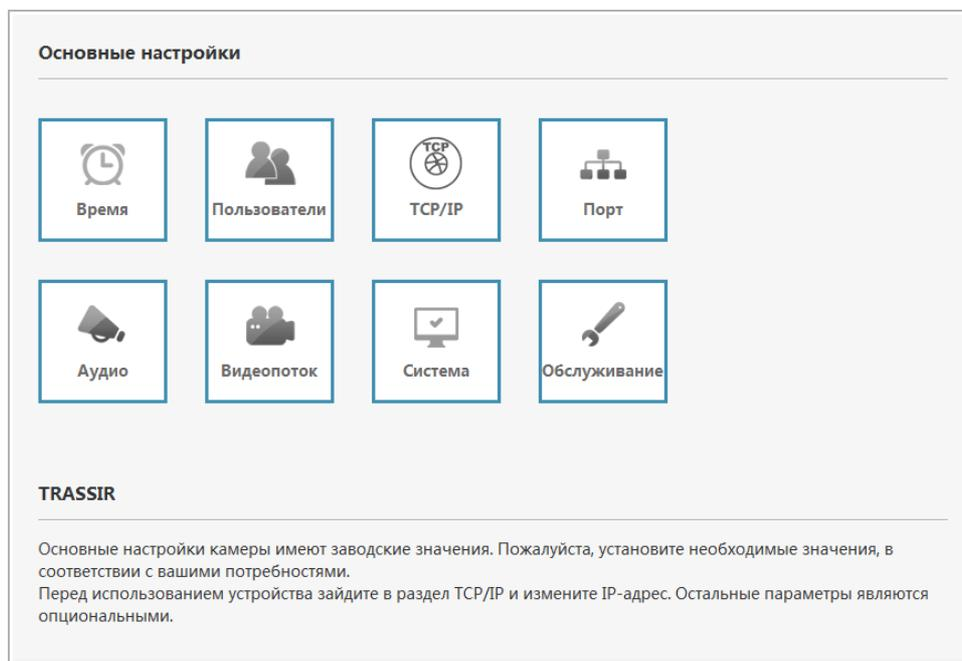 Основные настройки
Время
Пользователи
TCP
TCP/IP
Порт
Аудио
Видеопоток
Система
Обслуживание
TRASSIR
Основные настройки камеры имеют заводские значения. Пожалуйста, установите необходимые значения, в
соответствии с вашими потребностями.
Перед использованием устройства зайдите в раздел TCP/IP и измените IP-адрес. Остальные параметры являются
опциональными.